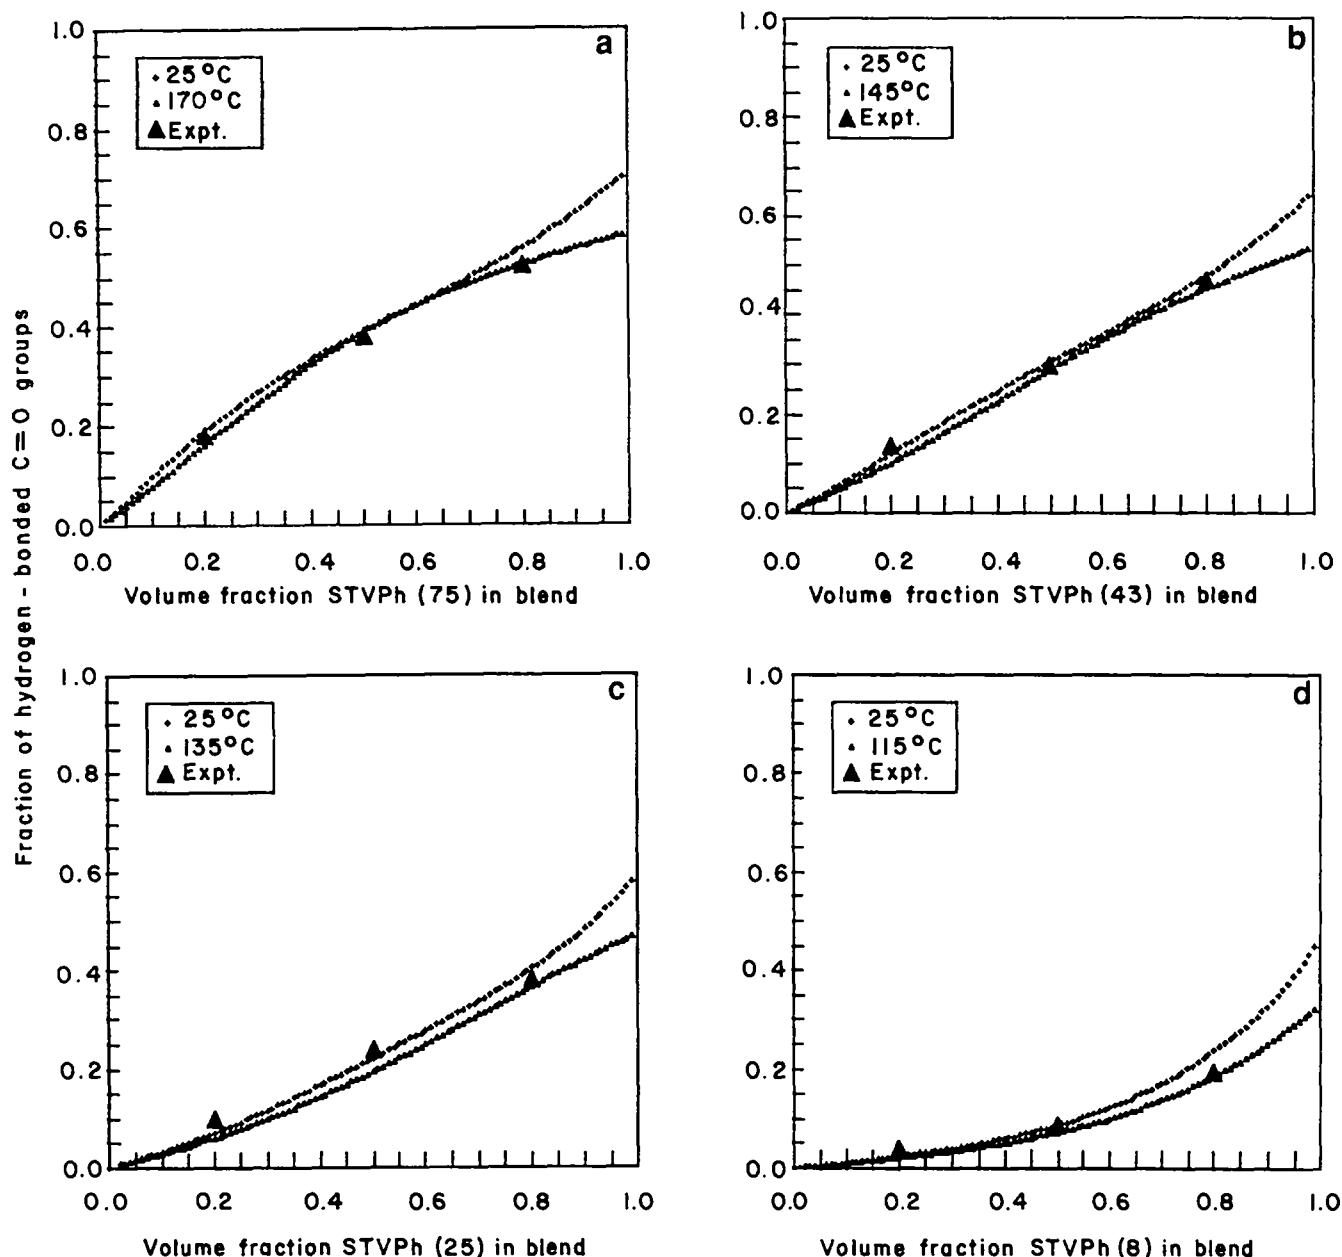 Fraction of hydrogen - bonded C=O groups
a
1.0
0.8
0.6
0.4
0.2
0.0
25°C
170°C
Expt.
0.0 0.2 0.4 0.6 0.8 1.0
Volume fraction STVPh (75) in blend
b
1.0
0.8
0.6
0.4
0.2
0.0
25°C
145°C
Expt.
0.0 0.2 0.4 0.6 0.8 1.0
Volume fraction STVPh (43) in blend
c
1.0
0.8
0.6
0.4
0.2
0.0
25°C
135°C
Expt.
0.0 0.2 0.4 0.6 0.8 1.0
Volume fraction STVPh (25) in blend
d
1.0
0.8
0.6
0.4
0.2
0.0
25°C
115°C
Expt.
0.0 0.2 0.4 0.6 0.8 1.0
Volume fraction STVPh (8) in blend